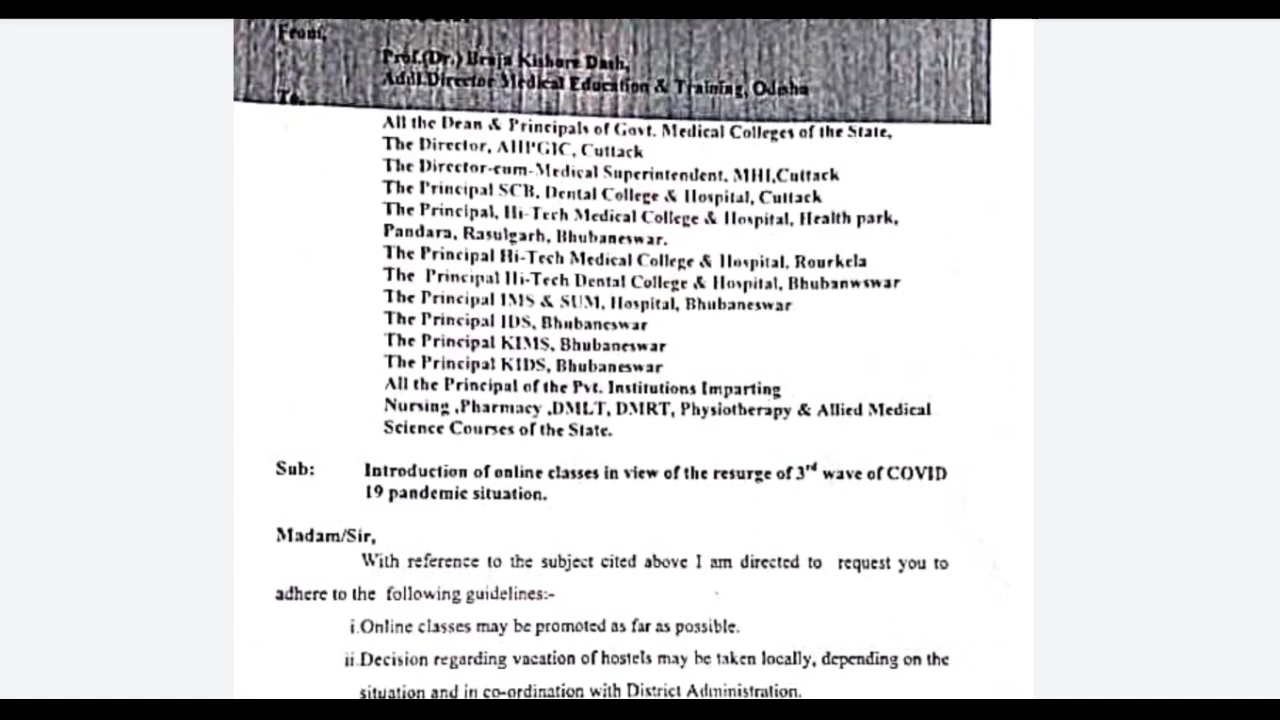 From,
Prof.(Dr.) Braja Kishore Dash,
Addl.Director Medical Education & Training, Odisha
To,
All the Dean & Principals of Govt. Medical Colleges of the State,
The Director, AHPGIC, Cuttack
The Director-cum-Medical Superintendent, MHI,Cuttack
The Principal SCB, Dental College & Hospital, Cuttack
The Principal, Hi-Tech Medical College & Hospital, Health park,
Pandara, Rasulgarh, Bhubaneswar.
The Principal Hi-Tech Medical College & Hospital, Rourkela
The Principal Hi-Tech Dental College & Hospital, Bhubanwswar
The Principal IMS & SUM, Hospital, Bhubaneswar
The Principal IDS, Bhubaneswar
The Principal KIMS, Bhubaneswar
The Principal KIDS, Bhubaneswar
All the Principal of the Pvt. Institutions Imparting
Nursing ,Pharmacy ,DMLT, DMRT, Physiotherapy & Allied Medical
Science Courses of the State.
Sub: Introduction of online classes in view of the resurge of 3rd wave of COVID
19 pandemic situation.
Madam/Sir,
With reference to the subject cited above I am directed to request you to
adhere to the following guidelines:-
i.Online classes may be promoted as far as possible.
ii.Decision regarding vacation of hostels may be taken locally, depending on the
situation and in co-ordination with District Administration.